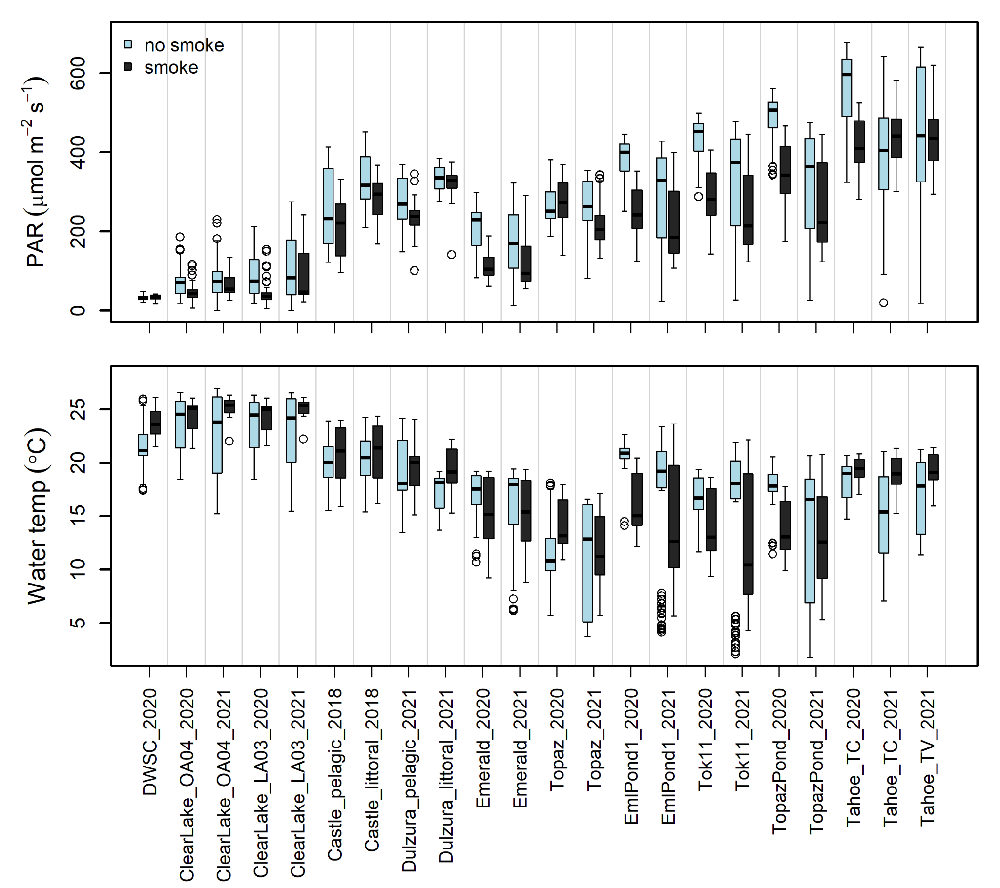 no smoke
smoke
PAR (μmol m⁻² s⁻¹)
600
400
200
0
Water temp (°C)
25
20
15
10
5
DWSC_2020
ClearLake_OA04_2020
ClearLake_OA04_2021
ClearLake_LA03_2020
ClearLake_LA03_2021
Castle_pelagic_2018
Castle_littoral_2018
Dulzura_pelagic_2021
Dulzura_littoral_2021
Emerald_2020
Emerald_2021
Topaz_2020
Topaz_2021
EmlPond1_2020
EmlPond1_2021
Tok11_2020
Tok11_2021
TopazPond_2020
TopazPond_2021
Tahoe_TC_2020
Tahoe_TC_2021
Tahoe_TV_2021